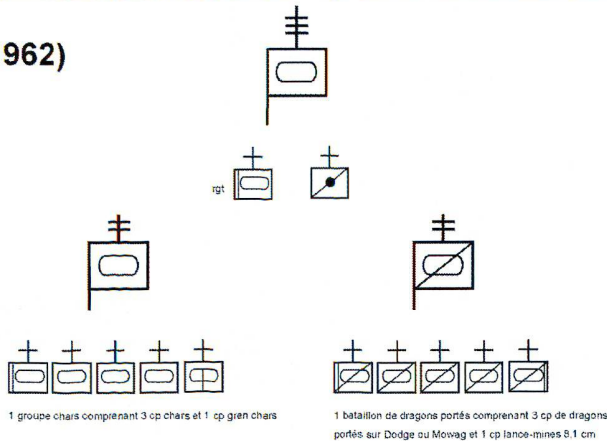 962)
rgt
1 groupe chars comprenant 3 cp chars et 1 cp gren chars
1 bataillon de dragons portés comprenant 3 cp de dragons
portés sur Dodge ou Mowag et 1 cp lance-mines 8,1 cm